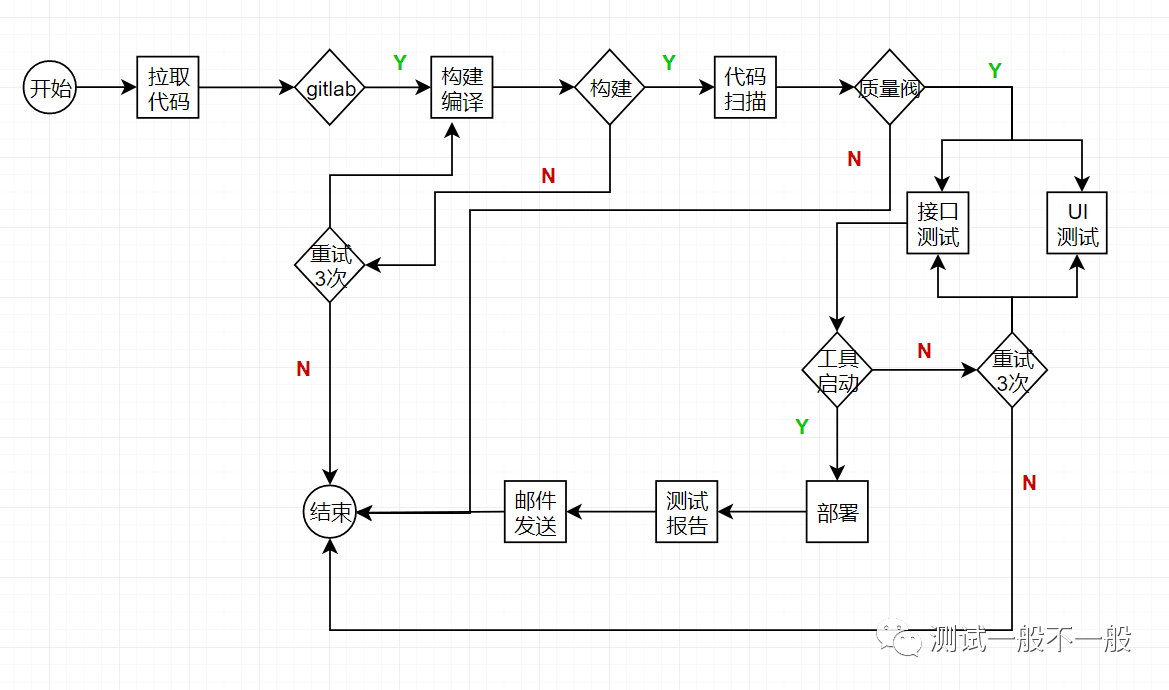 开始
拉取
代码
gitlab
Y
构建
编译
构建
Y
代码
扫描
质量阀
Y
N
N
接口
测试
UI
测试
重试
3次
N
工具
启动
N
重试
3次
Y
N
结束
邮件
发送
测试
报告
部署
测试一般不一般